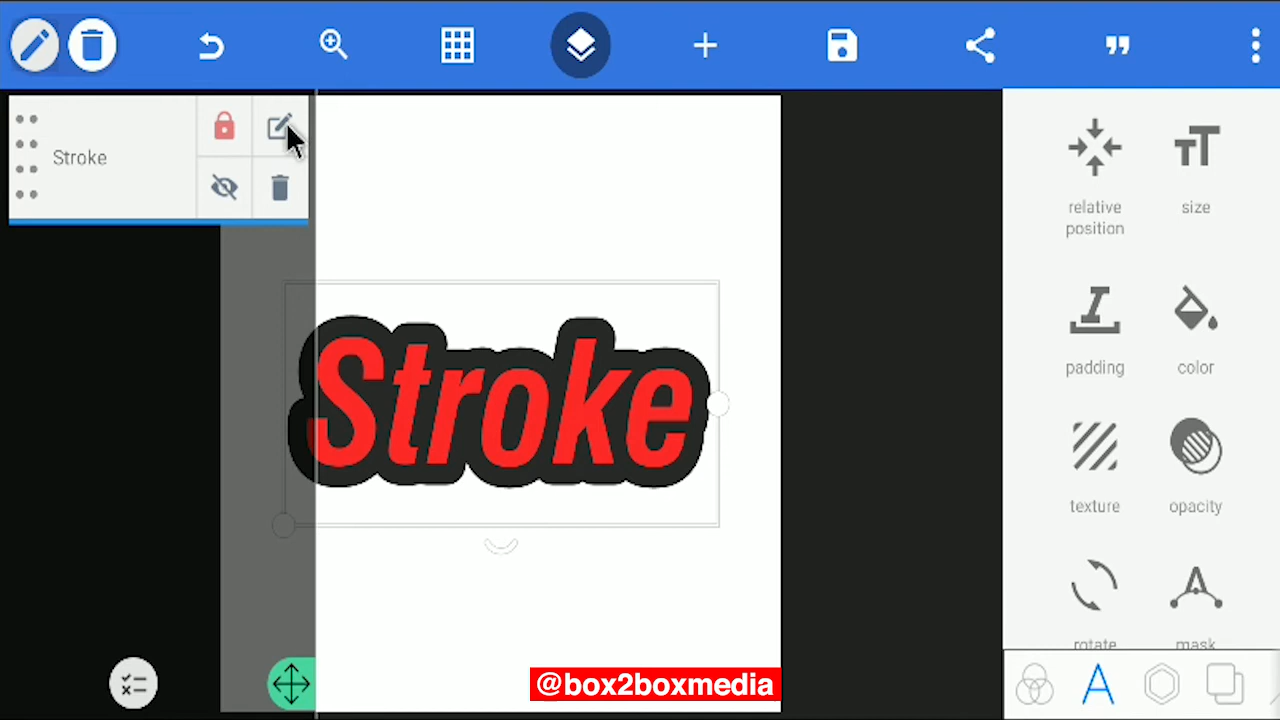 Stroke
Stroke
relative
position
size
padding
color
texture
opacity
rotate
mask
@box2boxmedia